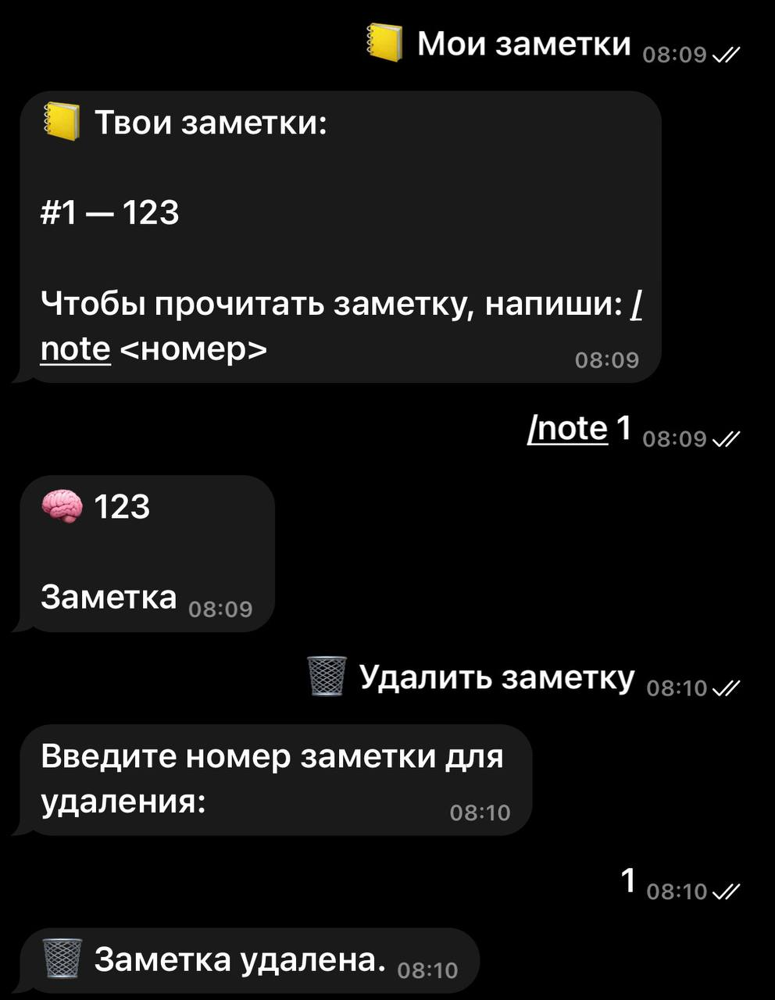 📒 Мои заметки 08:09
📒 Твои заметки:
#1 — 123
Чтобы прочитать заметку, напиши: /
note <номер> 08:09
/note 1 08:09
🧠 123
Заметка 08:09
🗑 Удалить заметку 08:10
Введите номер заметки для
удаления: 08:10
1 08:10
🗑 Заметка удалена. 08:10